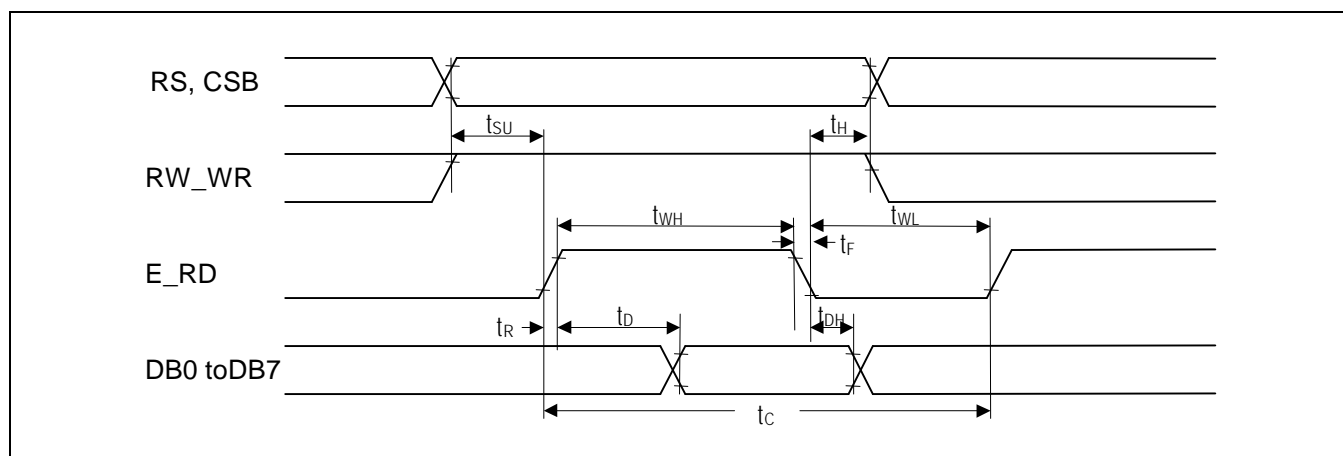 RS, CSB
tSU
tH
RW_WR
tWH
tWL
tF
E_RD
tR
tD
tDH
DB0 toDB7
tC